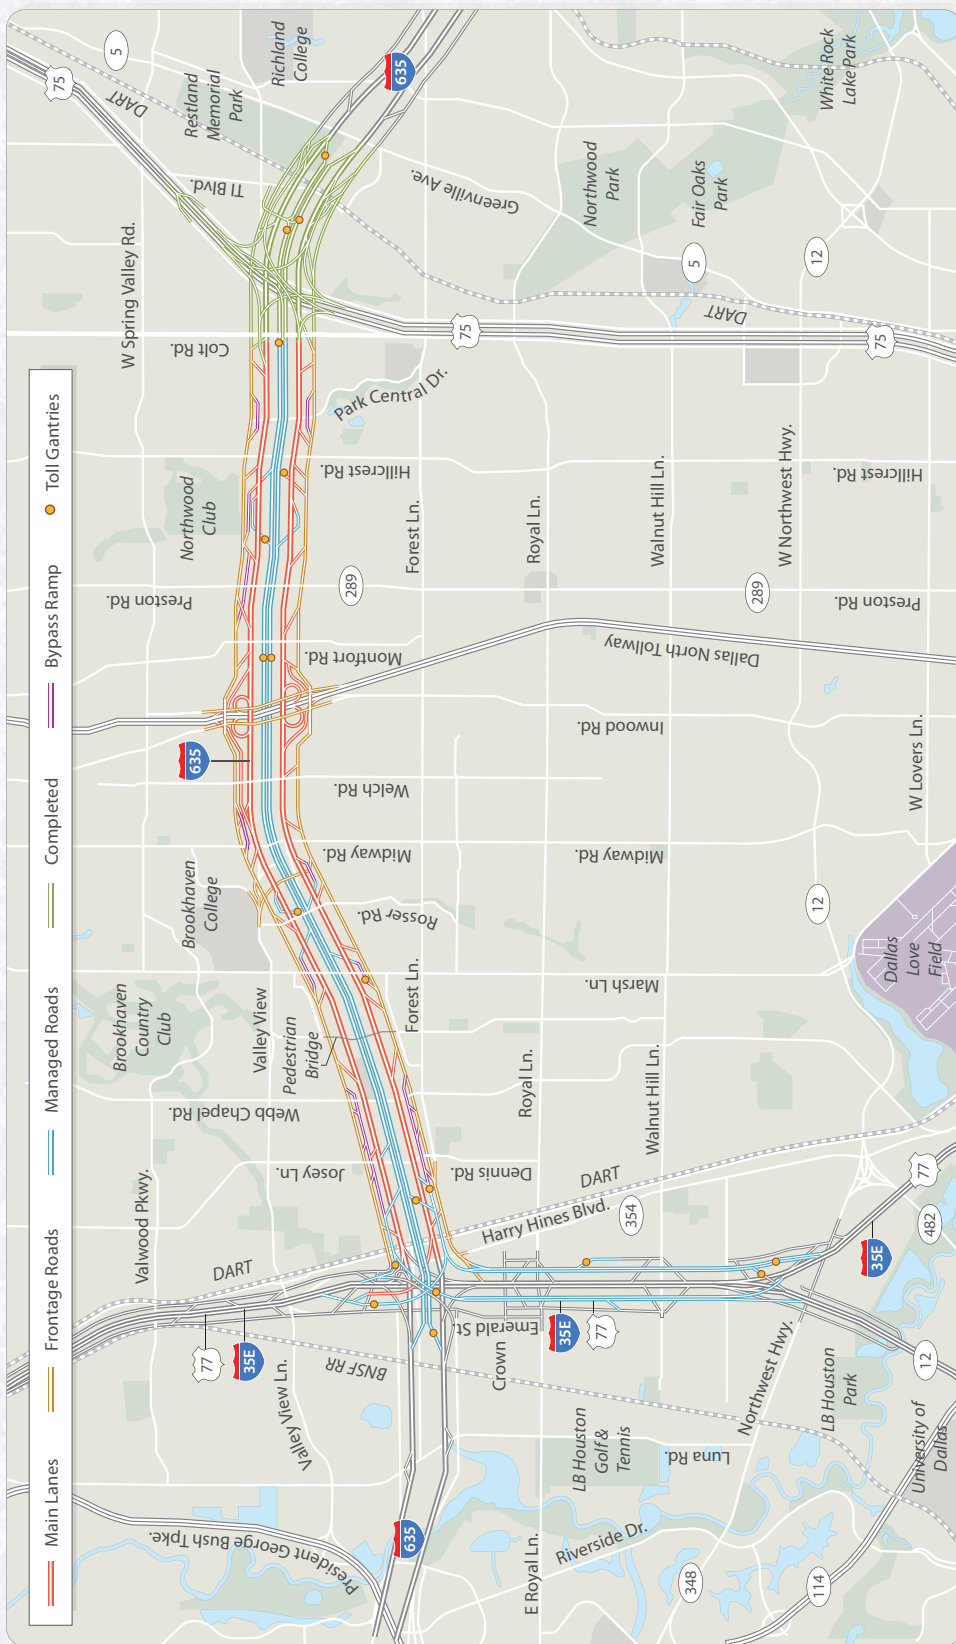 Main Lanes
Frontage Roads
Managed Roads
Completed
Bypass Ramp
Toll Gantries
75
5
DART
Valwood Pkwy.
Brookhaven
Country
Club
W Spring Valley Rd.
President George Bush Tpke.
77
35E
DART
Webb Chapel Rd.
Brookhaven
College
635
Preston Rd.
Northwood
Club
Colt Rd.
TI Blvd.
Restland
Memorial
Park
Richland
College
Valley View Ln.
Josey Ln.
Valley View
Pedestrian
Bridge
635
BNSF RR
Rosser Rd.
Midway Rd.
Welch Rd.
Montfort Rd.
289
Hillcrest Rd.
Park Central Dr.
635
Forest Ln.
Forest Ln.
75
Greenville Ave.
Emerald St.
Crown
Harry Hines Blvd.
Dennis Rd.
E Royal Ln.
Royal Ln.
Royal Ln.
35E
77
DART
Riverside Dr.
LB Houston
Golf &
Tennis
354
Marsh Ln.
Midway Rd.
Inwood Rd.
Northwood
Park
Walnut Hill Ln.
Walnut Hill Ln.
348
Luna Rd.
Dallas North Tollway
5
DART
Fair Oaks
Park
Northwest Hwy.
289
W Northwest Hwy.
114
LB Houston
Park
12
12
White Rock
Lake Park
35E
77
482
Dallas
Love
Field
Preston Rd.
Hillcrest Rd.
75
University of
Dallas
12
W Lovers Ln.